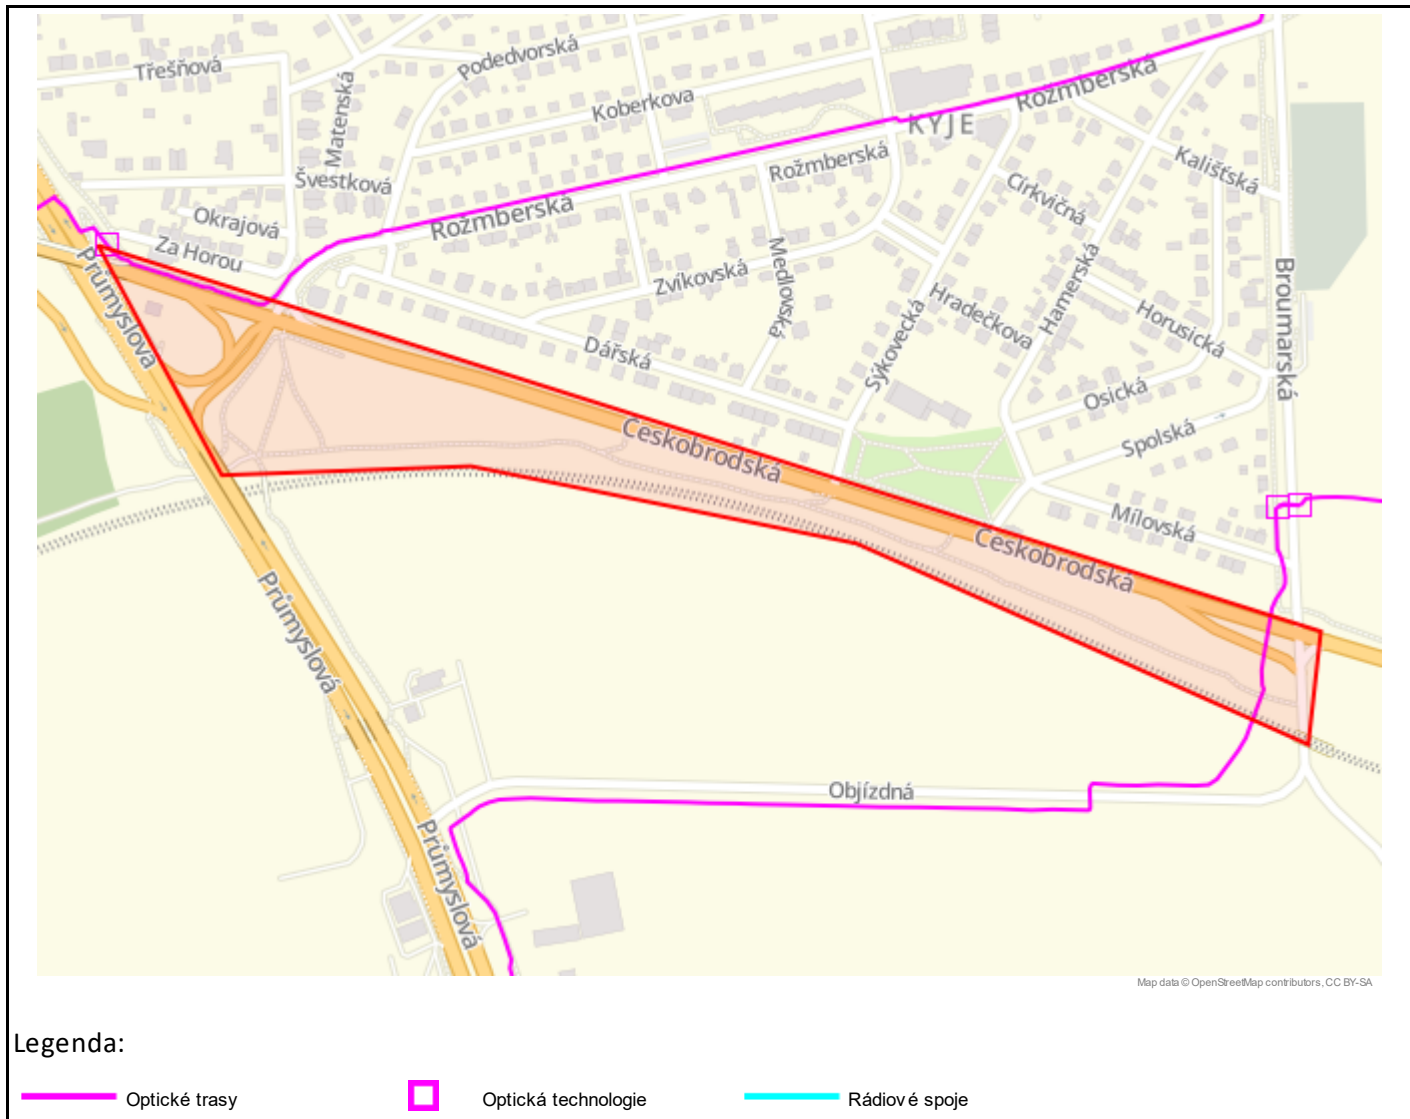 Třešňová
Podedvorská
Matenská
Koberkova
Rožmberská
KYJE
Kališťská
Švestková
Rožmberská
Církvičná
Okrajová
Rožmberská
Za Horou
Průmyslová
Zvíkovská
Medlovská
Hamerská
Broumarská
Hradečkova
Horusická
Sýkovecká
Dářská
Osická
Českobrodská
Spolská
Mílovská
Českobrodská
Průmyslová
Objízdná
Průmyslová
Map data © OpenStreetMap contributors, CC BY-SA
Legenda:
Optické trasy
Optická technologie
Rádiové spoje